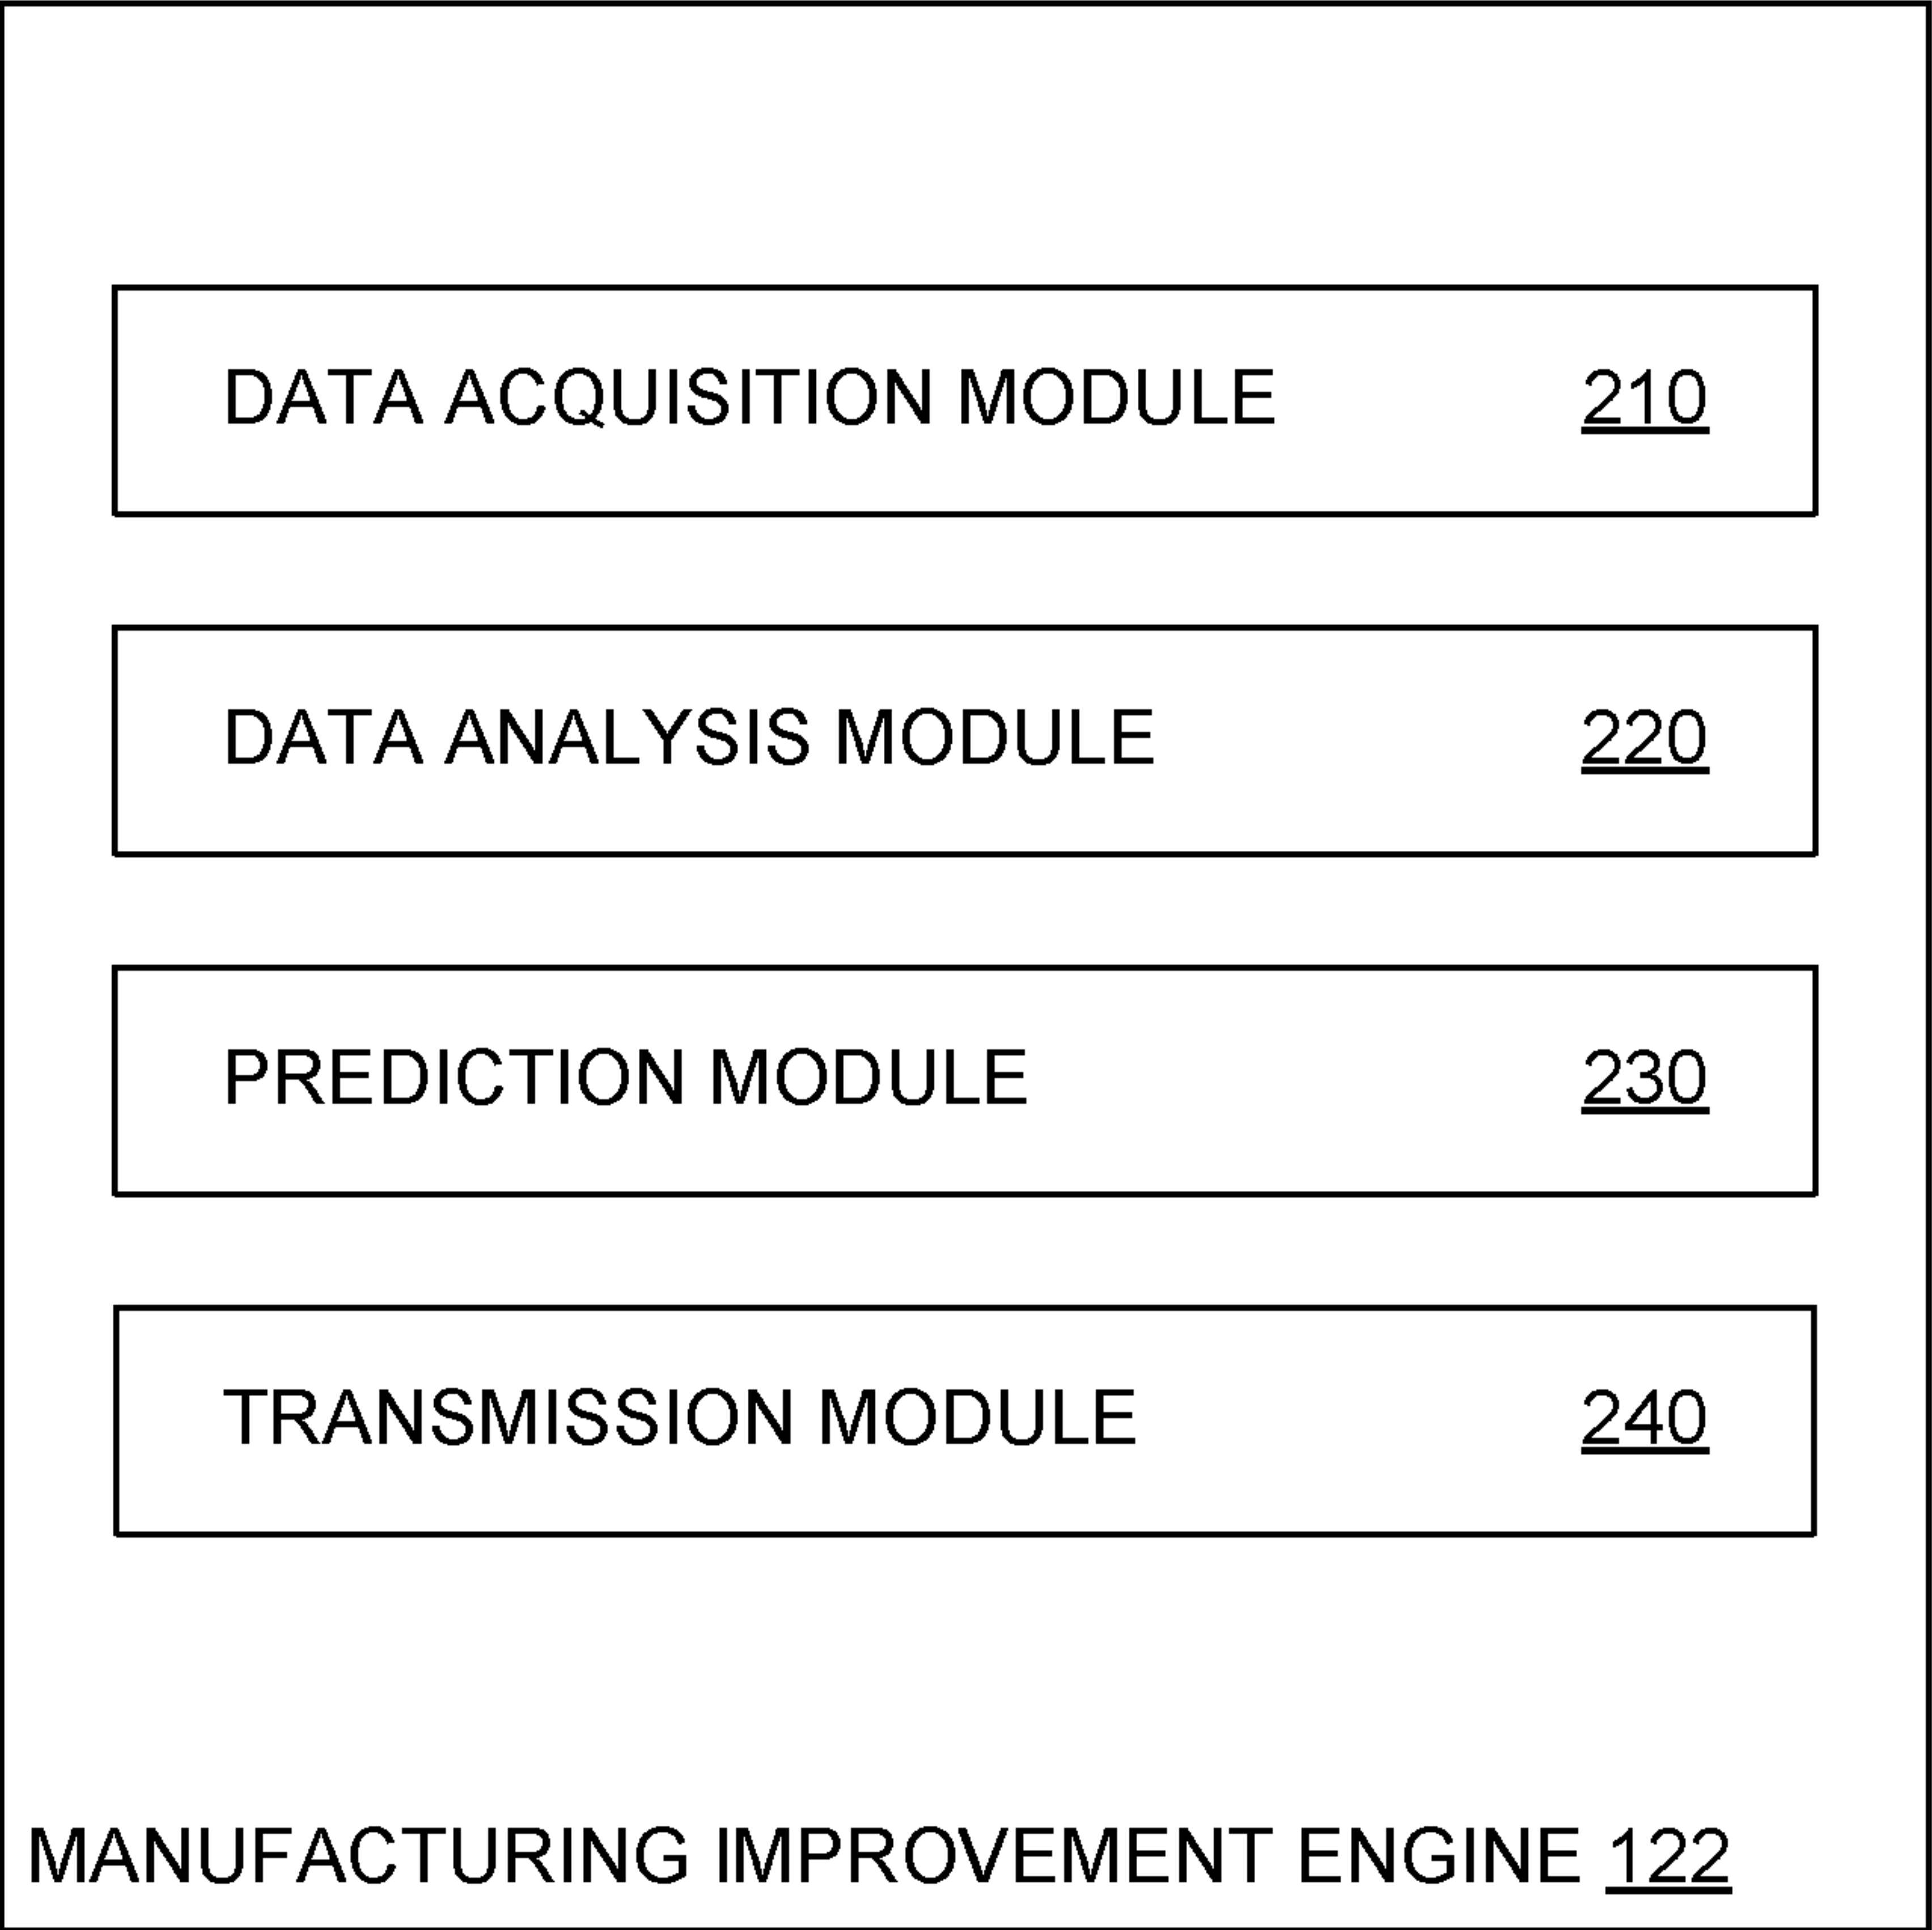 DATA ACQUISITION MODULE 210
DATA ANALYSIS MODULE 220
PREDICTION MODULE 230
TRANSMISSION MODULE 240
MANUFACTURING IMPROVEMENT ENGINE 122